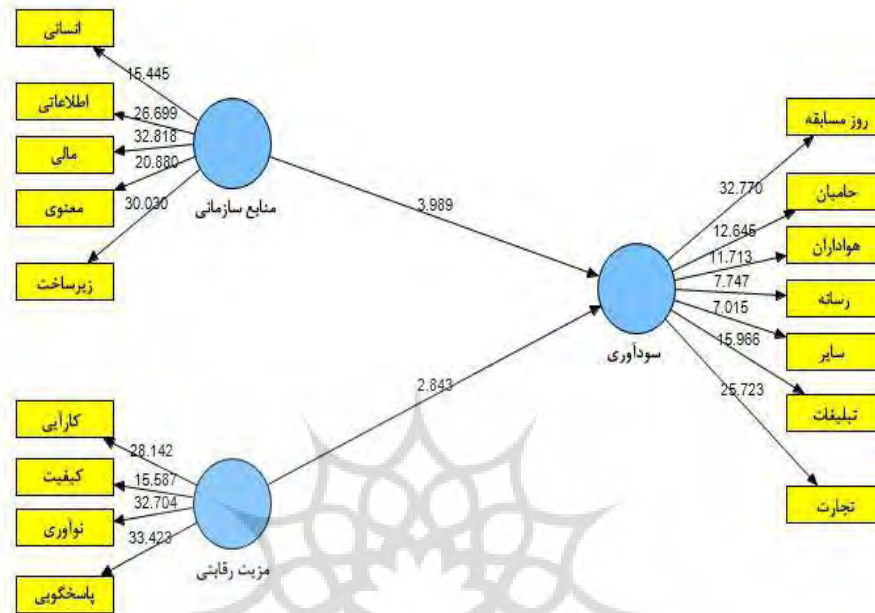 انسانی
15.445
اطلاعاتی
26.699
مالی
32.818
معنوی
20.880
زیرساخت
30.030
منابع سازمانی
3.989
کارآیی
28.142
کیفیت
15.587
نوآوری
32.704
پاسخگویی
33.423
مزیت رقابتی
2.843
سودآوری
روز مسابقه
32.770
حامیان
12.645
هواداران
11.713
رسانه
7.747
سایر
7.015
تبلیغات
15.966
تجارت
25.723